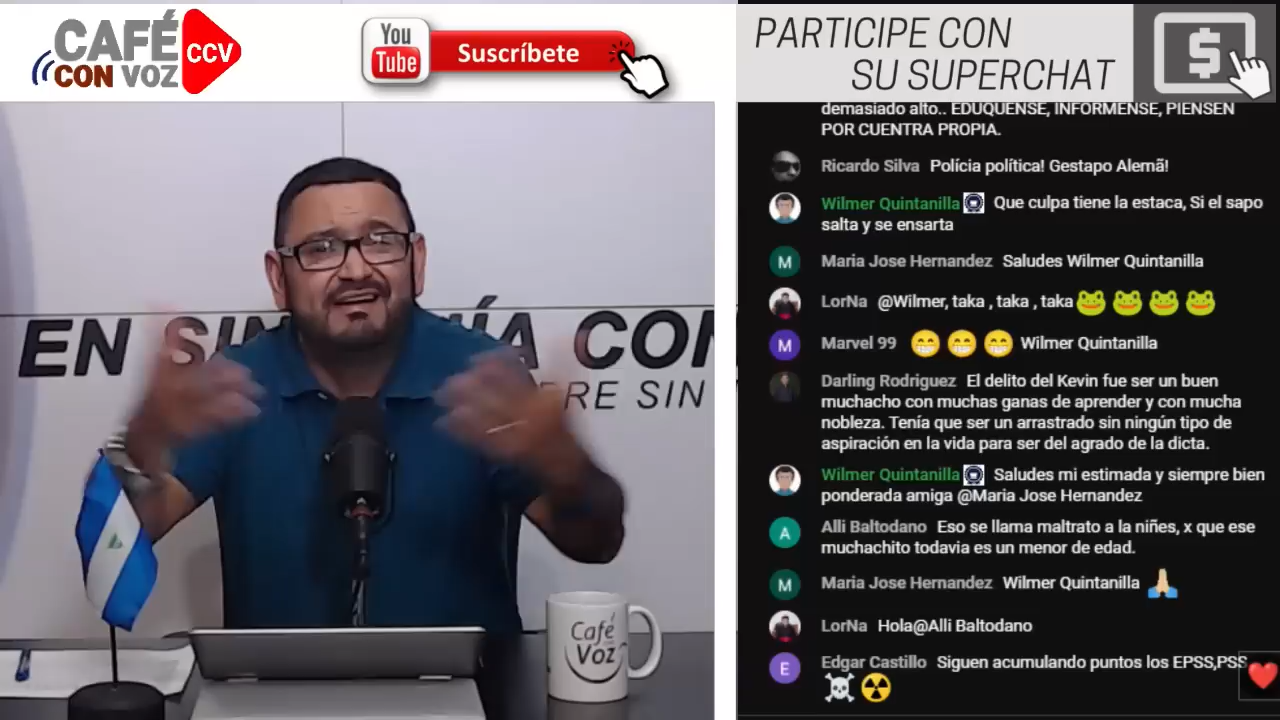 CAFÉ
CON VOZ
CCV
You
Tube
Suscríbete
PARTICIPE CON
SU SUPERCHAT
$
EN SIN ÍA CON
RE SIN
Café
Voz
demasiado alto.. EDUQUENSE, INFORMENSE, PIENSEN
POR CUENTRA PROPIA.
Ricardo Silva Polícia política! Gestapo Alemã!
Wilmer Quintanilla Que culpa tiene la estaca, Si el sapo
salta y se ensarta
M
Maria Jose Hernandez Saludes Wilmer Quintanilla
LorNa @Wilmer, taka , taka , taka🐸🐸🐸🐸
M
Marvel 99 😁😁😁 Wilmer Quintanilla
Darling Rodriguez El delito del Kevin fue ser un buen
muchacho con muchas ganas de aprender y con mucha
nobleza. Tenía que ser un arrastrado sin ningún tipo de
aspiración en la vida para ser del agrado de la dicta.
Wilmer Quintanilla Saludes mi estimada y siempre bien
ponderada amiga @Maria Jose Hernandez
A
Alli Baltodano Eso se llama maltrato a la niñes, x que ese
muchachito todavia es un menor de edad.
M
Maria Jose Hernandez Wilmer Quintanilla 🙏
LorNa Hola@Alli Baltodano
E
Edgar Castillo Siguen acumulando puntos los EPSS,PSS
☠️☢️